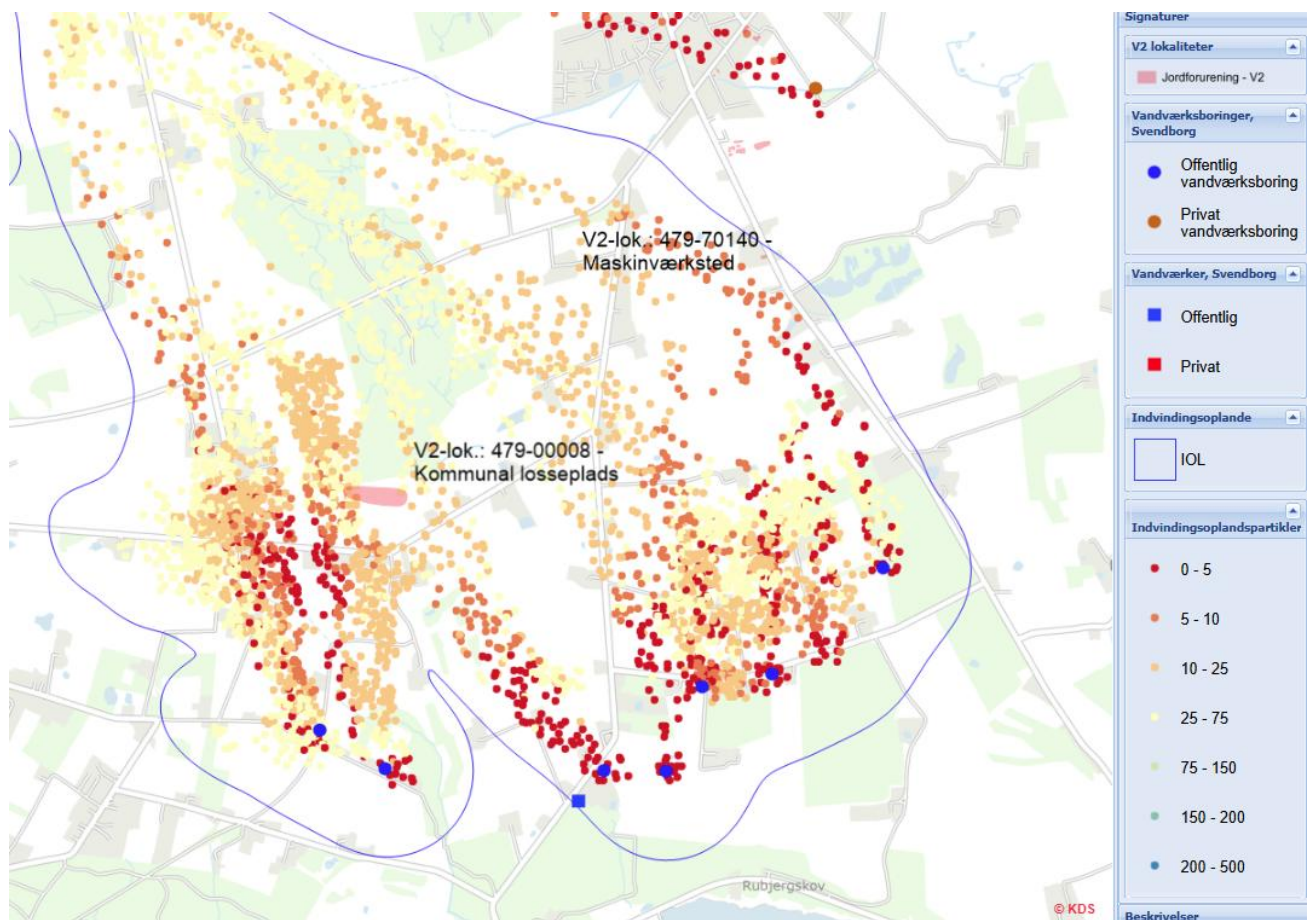 Signaturer
V2 lokaliteter
Jordforurening - V2
Vandværksboringer,
Svendborg
Offentlig
vandværksboring
Privat
vandværksboring
Vandværker, Svendborg
Offentlig
Privat
Indvindingsoplande
IOL
Indvindingsoplandspartikler
0 - 5
5 - 10
10 - 25
25 - 75
75 - 150
150 - 200
200 - 500
Beskrivelser
V2-lok.: 479-70140 -
Maskinværksted
V2-lok.: 479-00008 -
Kommunal losseplads
Rubjergskov
© KDS